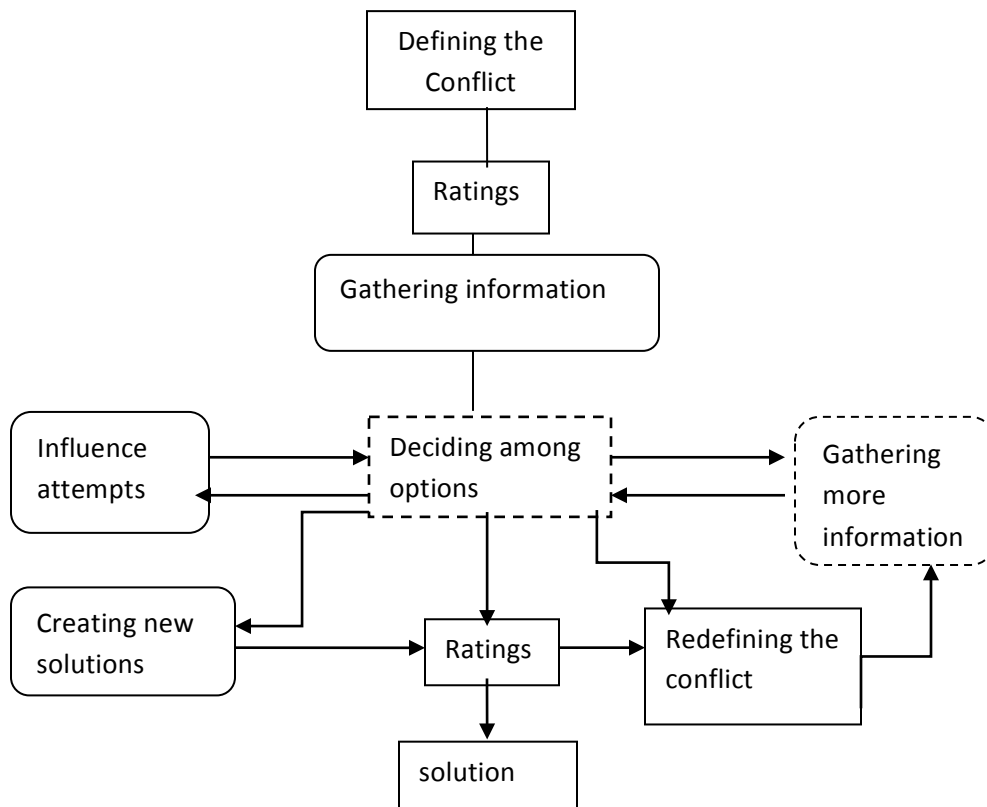 Defining the
Conflict
Ratings
Gathering information
Influence
attempts
Deciding among
options
Gathering
more
information
Creating new
solutions
Ratings
Redefining the
conflict
solution